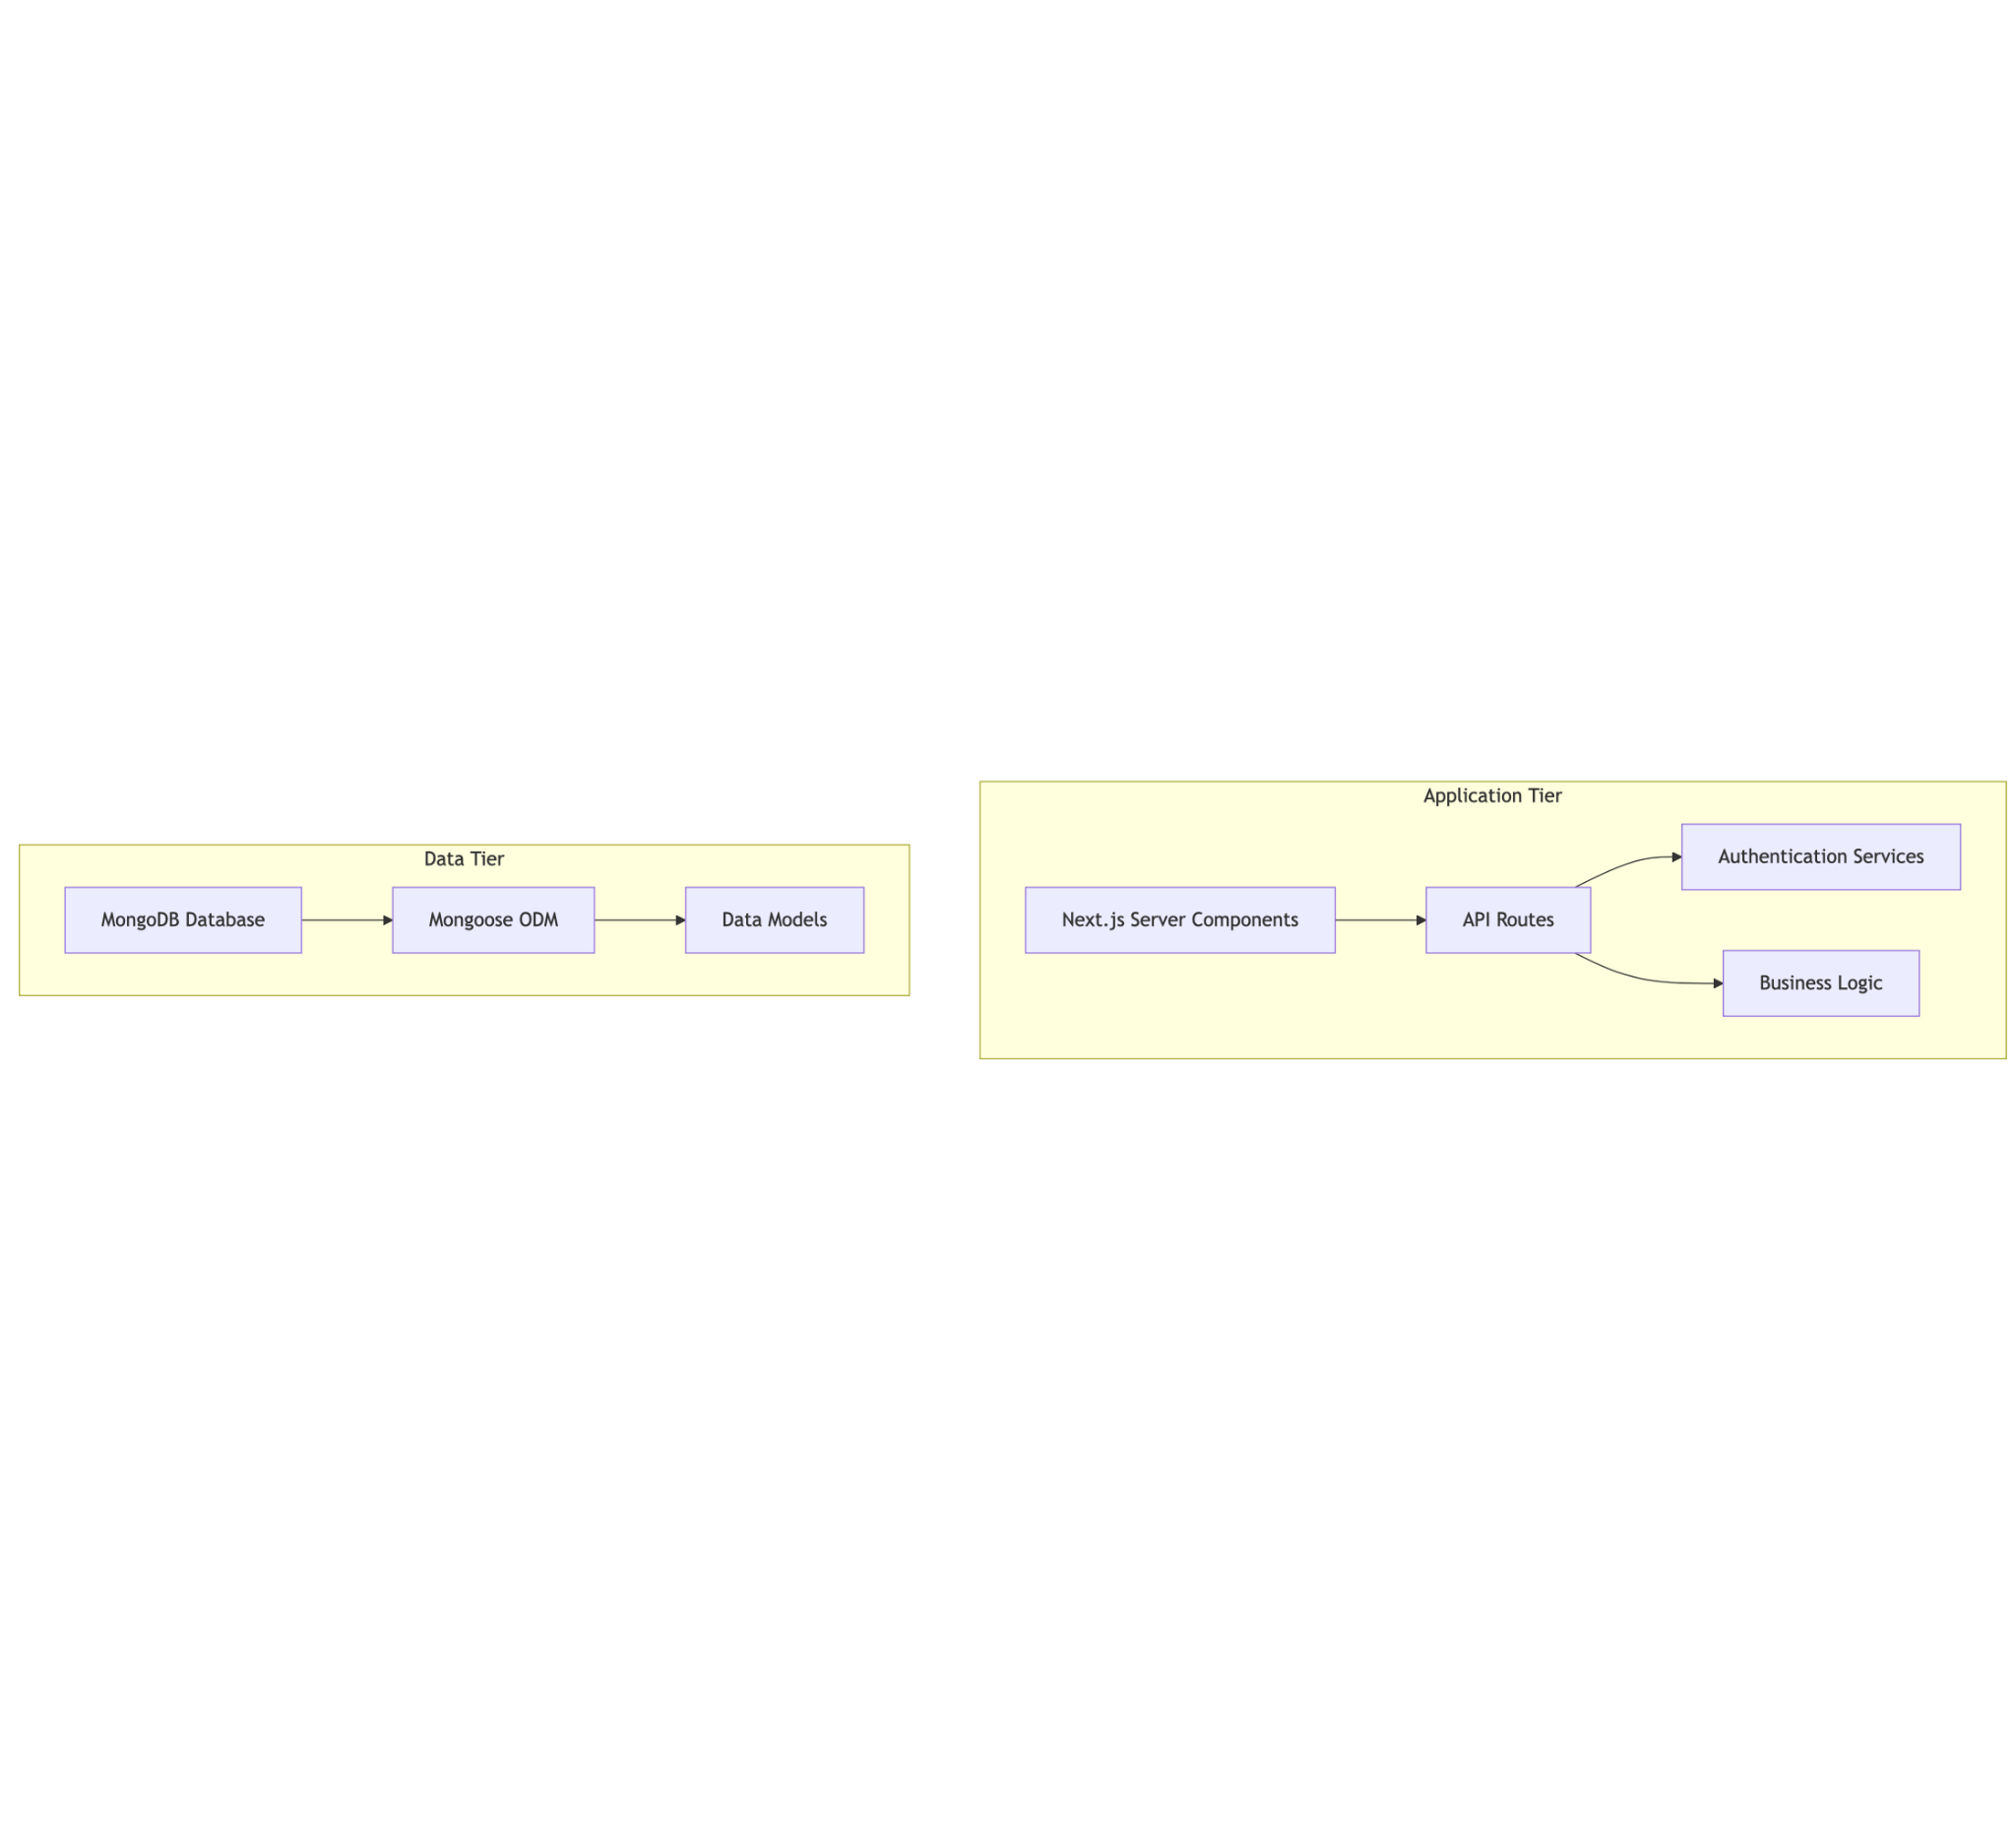 Data Tier
MongoDB Database
Mongoose ODM
Data Models
Application Tier
Next.js Server Components
API Routes
Authentication Services
Business Logic